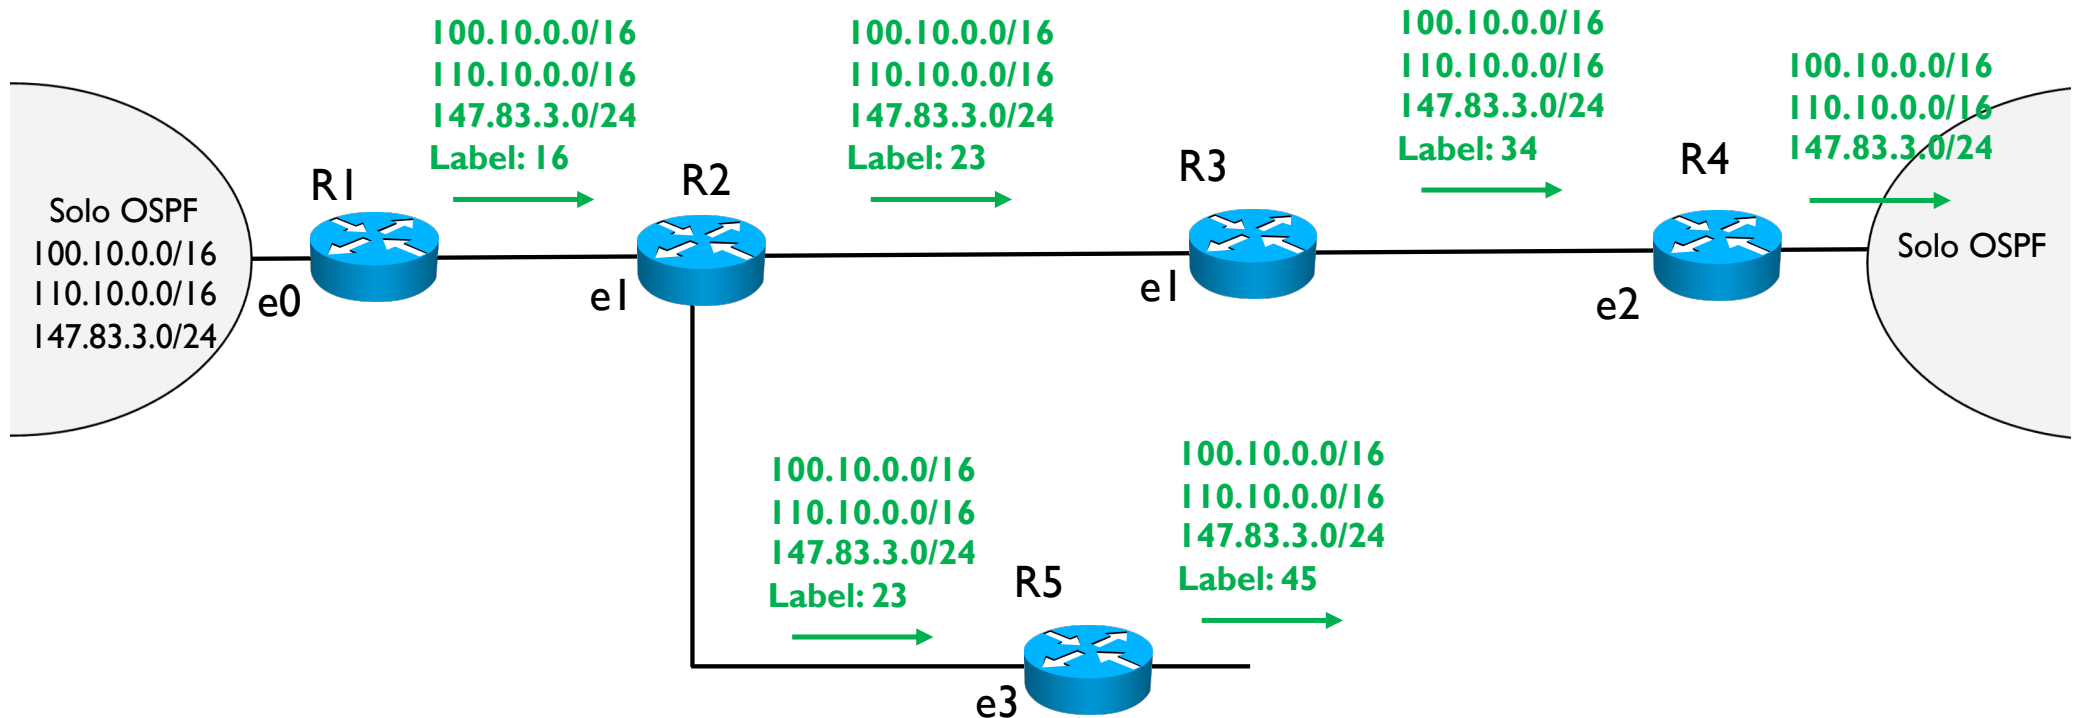 100.10.0.0/16
110.10.0.0/16
147.83.3.0/24
Label: 16
100.10.0.0/16
110.10.0.0/16
147.83.3.0/24
Label: 23
100.10.0.0/16
110.10.0.0/16
147.83.3.0/24
Label: 34
100.10.0.0/16
110.10.0.0/16
147.83.3.0/24
R1
R2
R3
R4
Solo OSPF
100.10.0.0/16
110.10.0.0/16
147.83.3.0/24
e0
e1
e1
e2
Solo OSPF
100.10.0.0/16
110.10.0.0/16
147.83.3.0/24
Label: 23
100.10.0.0/16
110.10.0.0/16
147.83.3.0/24
Label: 45
R5
e3